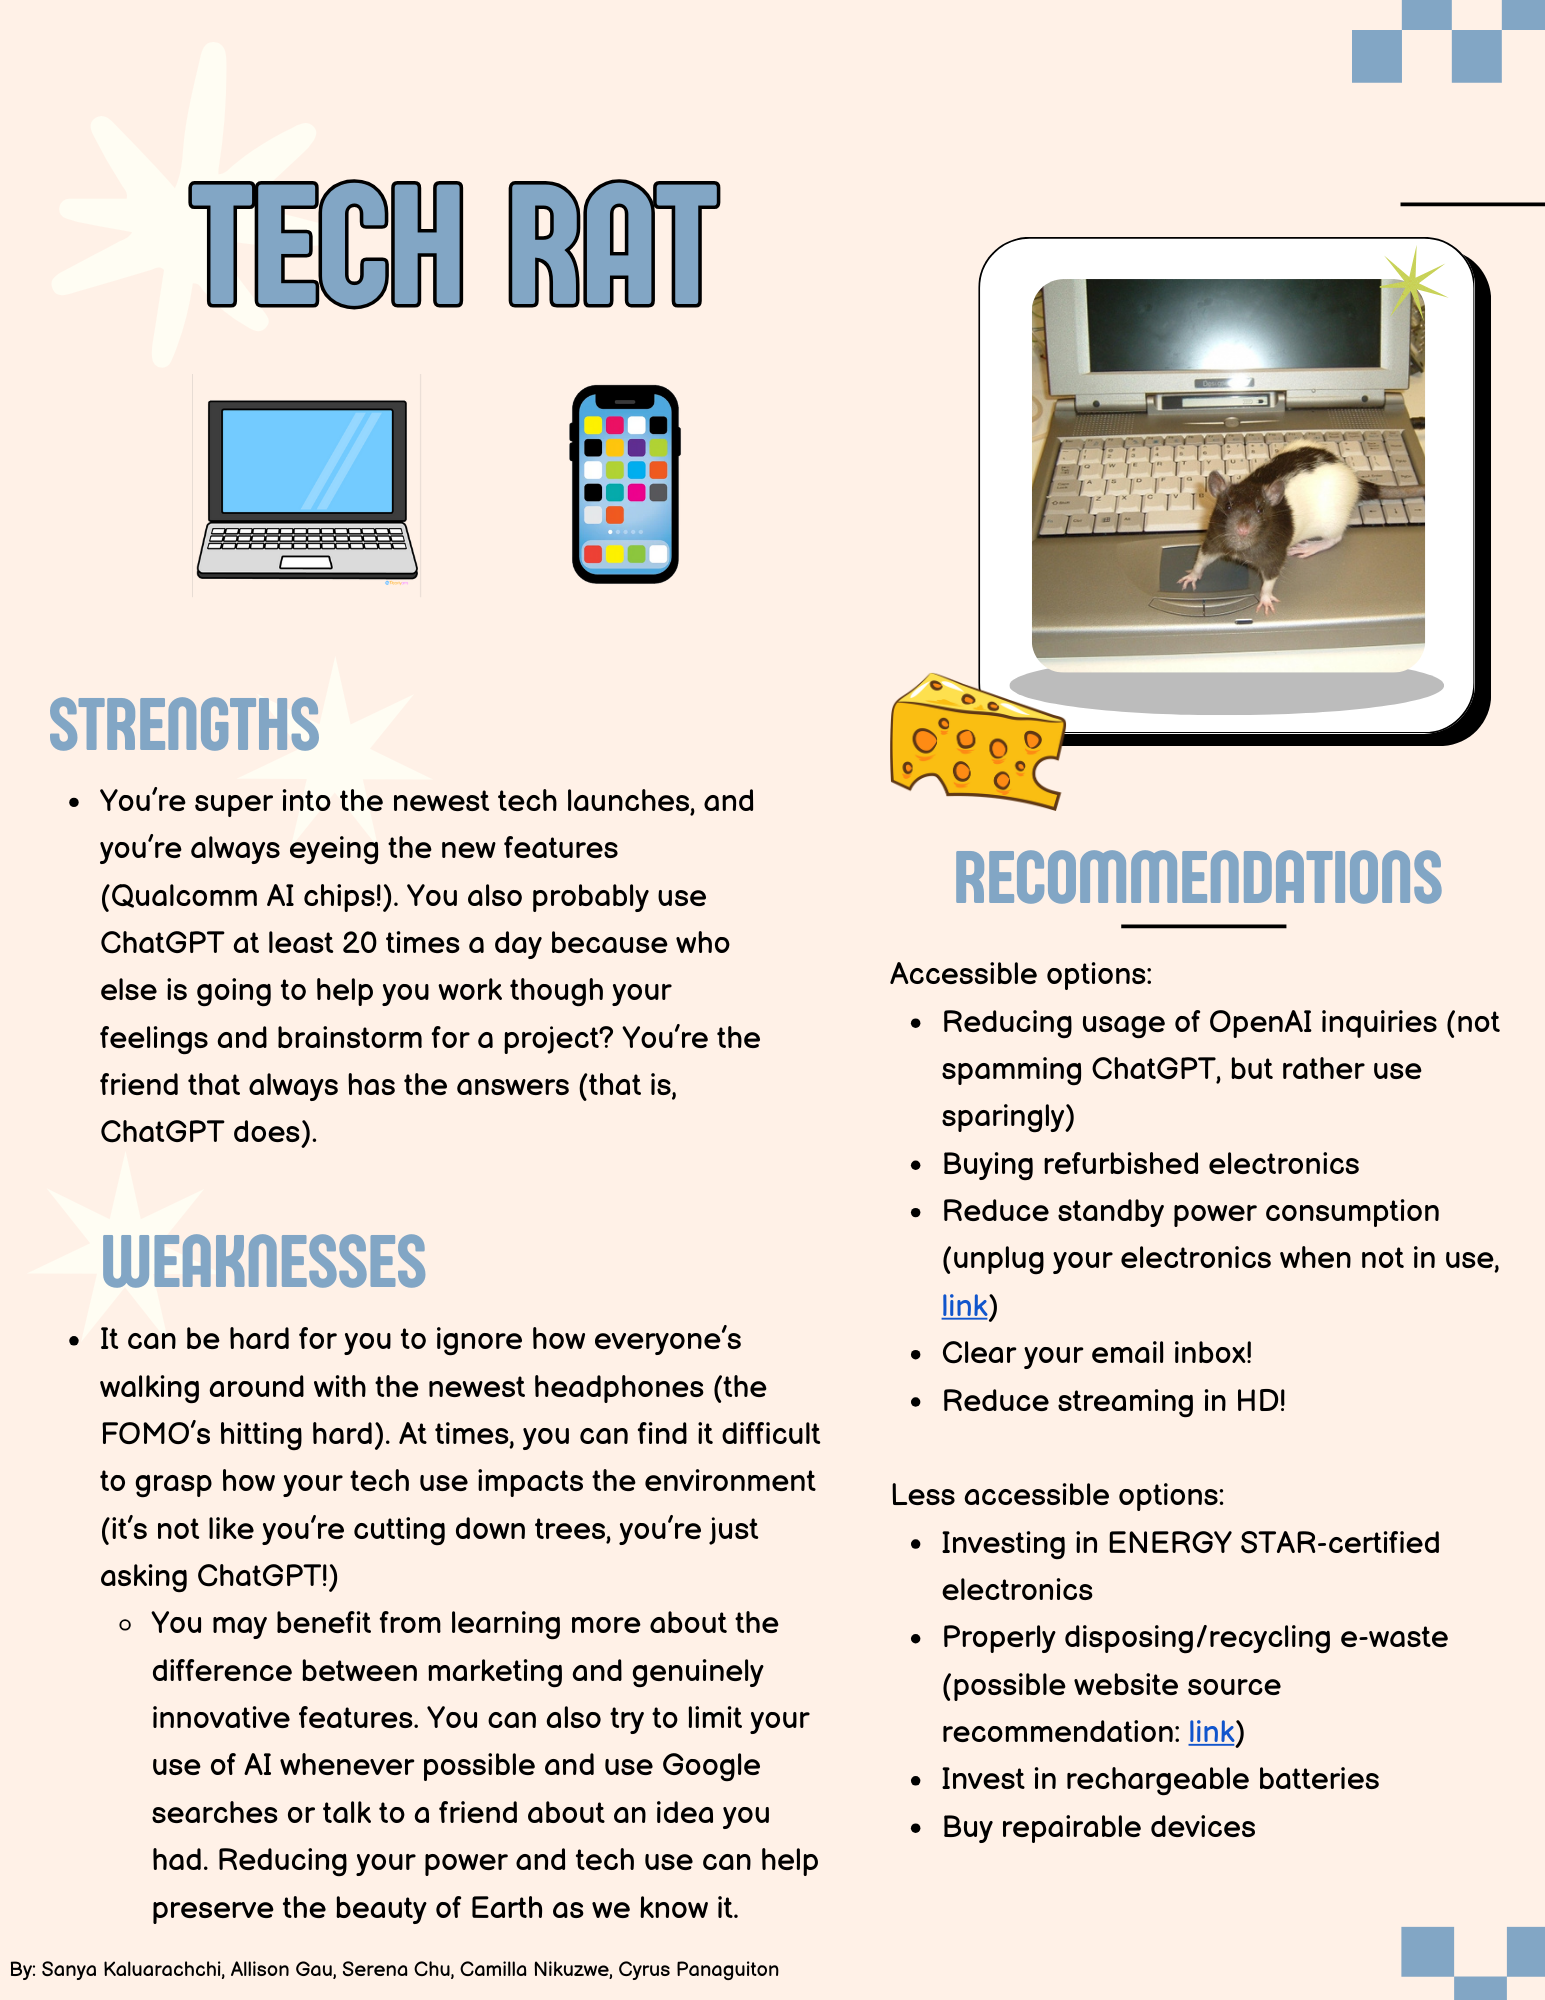 TECH RAT
STRENGTHS
• You're super into the newest tech launches, and
you're always eyeing the new features
(Qualcomm AI chips!). You also probably use
ChatGPT at least 20 times a day because who
else is going to help you work though your
feelings and brainstorm for a project? You're the
friend that always has the answers (that is,
ChatGPT does).
WEAKNESSES
• It can be hard for you to ignore how everyone's
walking around with the newest headphones (the
FOMO's hitting hard). At times, you can find it difficult
to grasp how your tech use impacts the environment
(it's not like you're cutting down trees, you're just
asking ChatGPT!)
◦ You may benefit from learning more about the
difference between marketing and genuinely
innovative features. You can also try to limit your
use of AI whenever possible and use Google
searches or talk to a friend about an idea you
had. Reducing your power and tech use can help
preserve the beauty of Earth as we know it.
RECOMMENDATIONS
Accessible options:
• Reducing usage of OpenAI inquiries (not
spamming ChatGPT, but rather use
sparingly)
• Buying refurbished electronics
• Reduce standby power consumption
(unplug your electronics when not in use,
link)
• Clear your email inbox!
• Reduce streaming in HD!
Less accessible options:
• Investing in ENERGY STAR-certified
electronics
• Properly disposing/recycling e-waste
(possible website source
recommendation: link)
• Invest in rechargeable batteries
• Buy repairable devices
By: Sanya Kaluarachchi, Allison Gau, Serena Chu, Camilla Nikuzwe, Cyrus Panaguiton